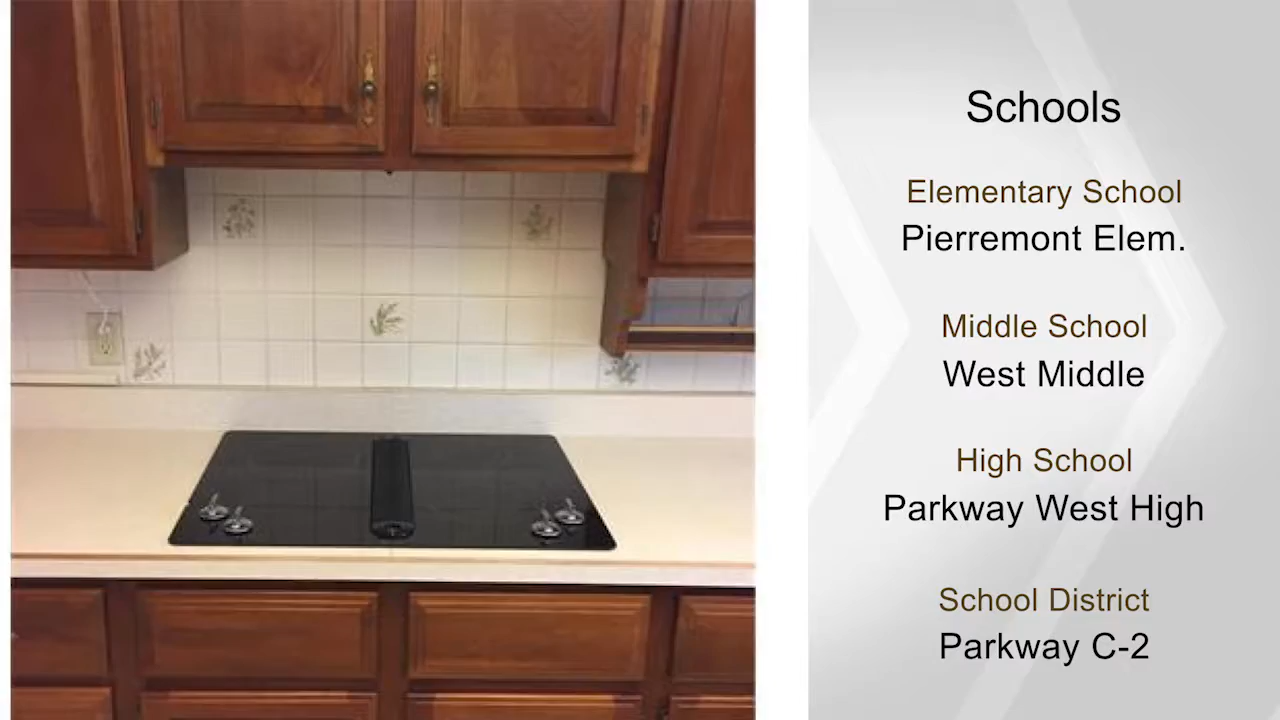 Schools
Elementary School
Pierremont Elem.
Middle School
West Middle
High School
Parkway West High
School District
Parkway C-2